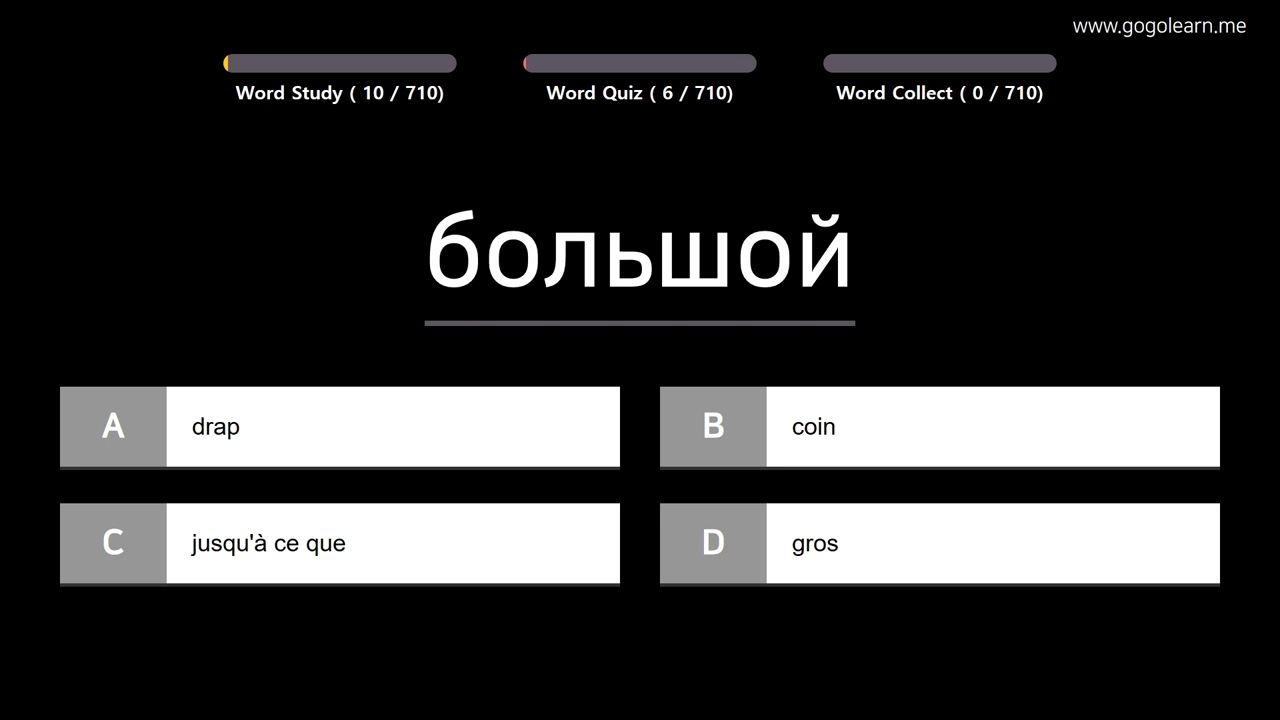 www.gogolearn.me
Word Study ( 10 / 710)
Word Quiz ( 6 / 710)
Word Collect ( 0 / 710)
большой
A drap
B coin
C jusqu'à ce que
D gros